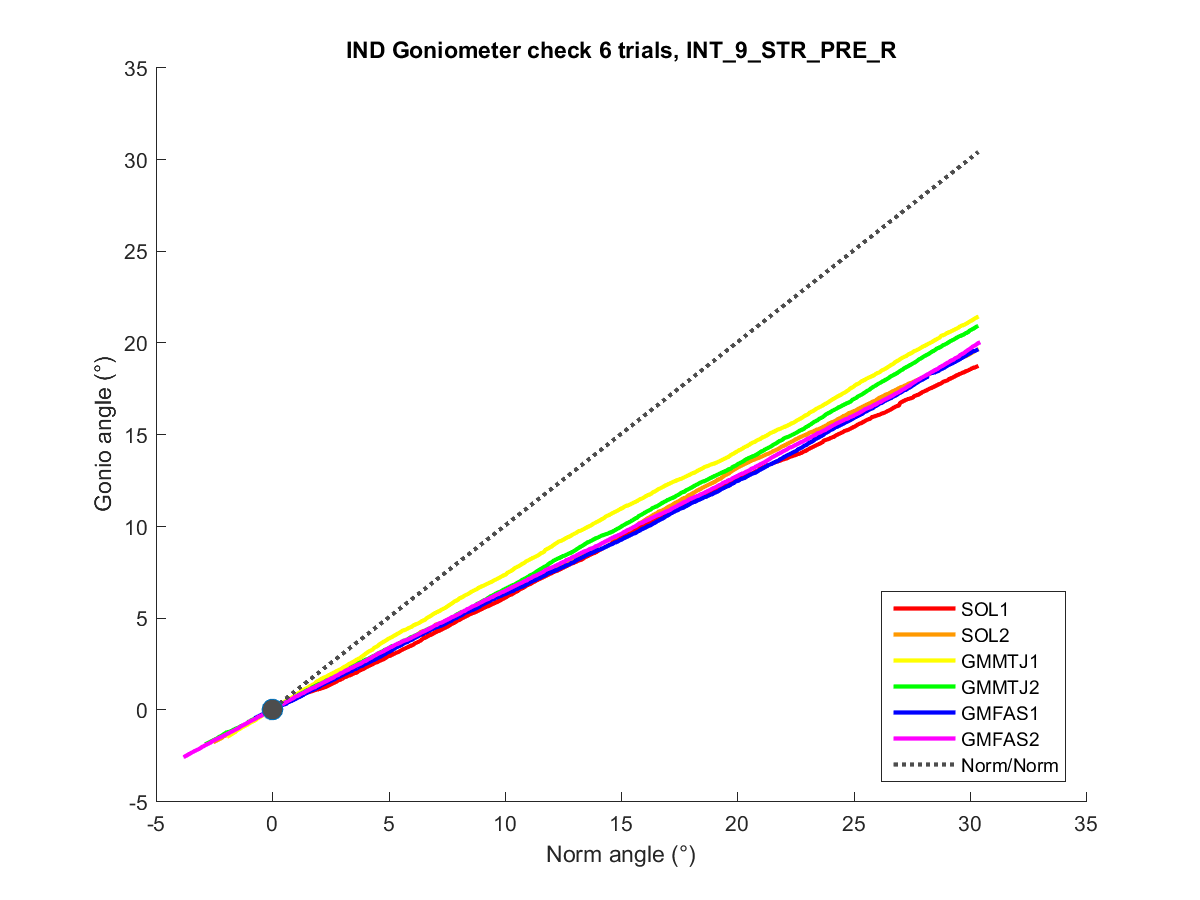 IND Goniometer check 6 trials, INT_9_STR_PRE_R
35
30
25
20
15
10
5
0
-5
Gonio angle (°)
-5 0 5 10 15 20 25 30 35
Norm angle (°)
SOL1
SOL2
GMMTJ1
GMMTJ2
GMFAS1
GMFAS2
Norm/Norm